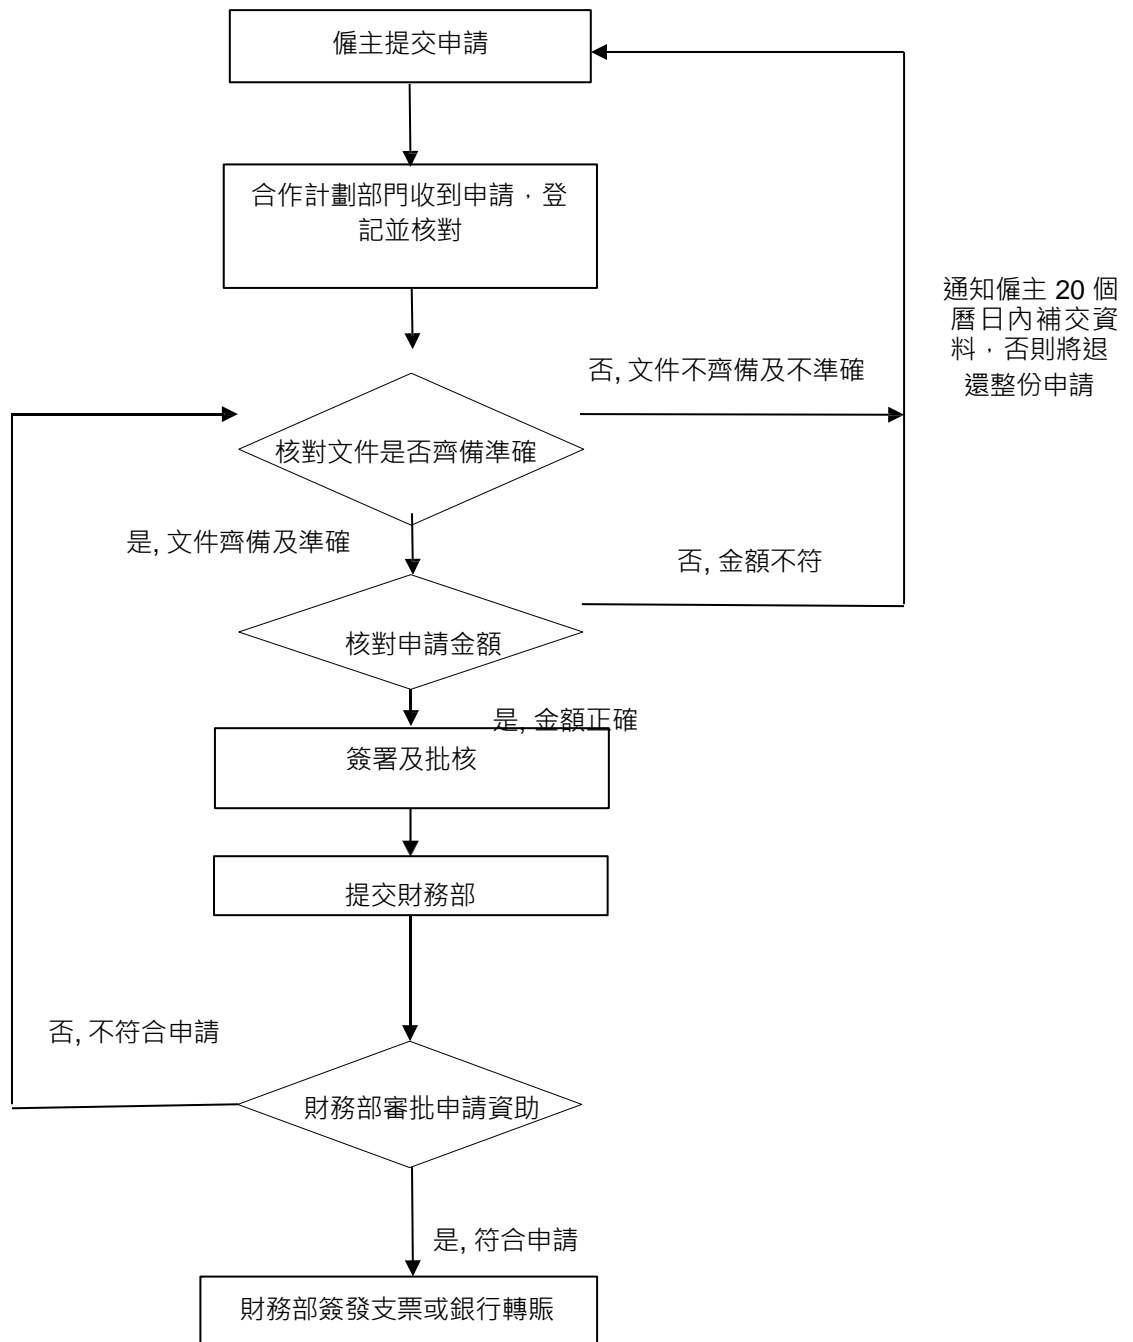 僱主提交申請
合作計劃部門收到申請，登
記並核對
通知僱主 20 個
曆日內補交資
料，否則將退
還整份申請
否, 文件不齊備及不準確
核對文件是否齊備準確
是, 文件齊備及準確
否, 金額不符
核對申請金額
是, 金額正確
簽署及批核
提交財務部
否, 不符合申請
財務部審批申請資助
是, 符合申請
財務部簽發支票或銀行轉賬